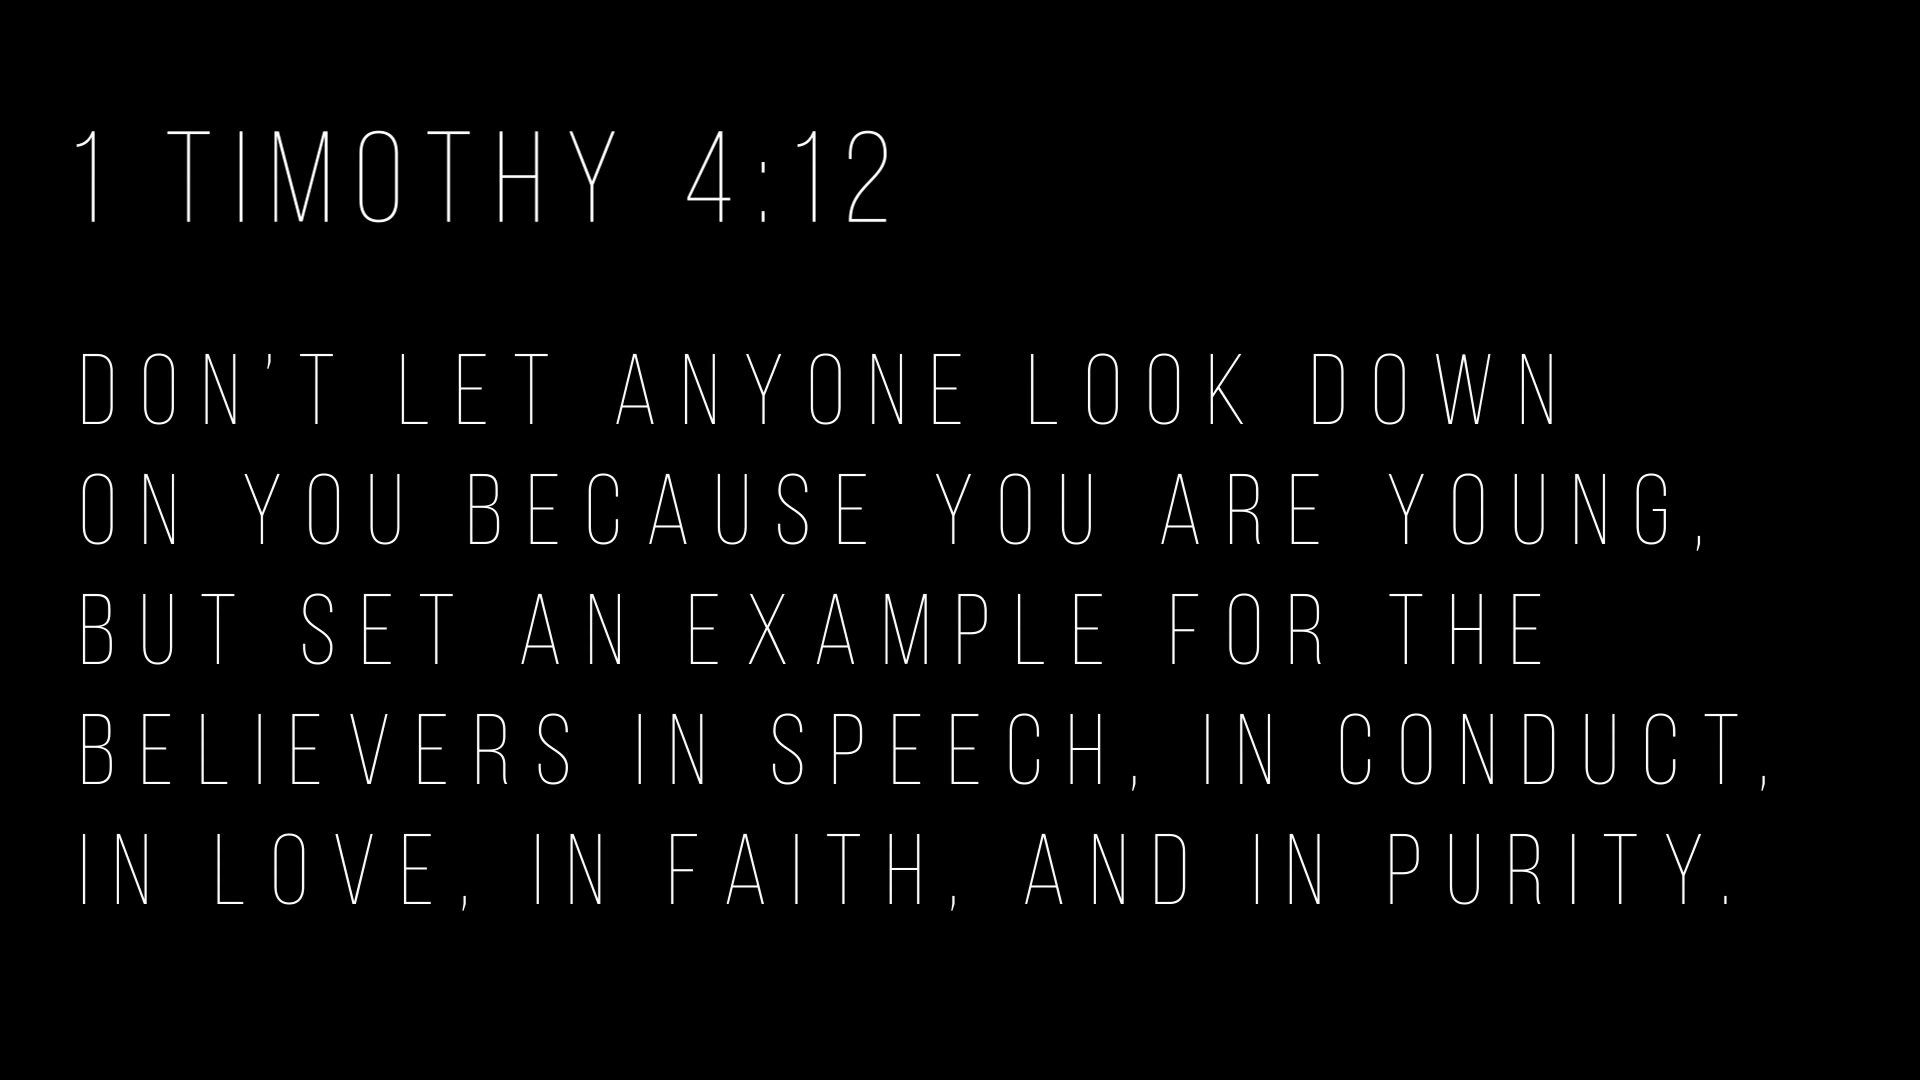 1 TIMOTHY 4:12
DON'T LET ANYONE LOOK DOWN
ON YOU BECAUSE YOU ARE YOUNG,
BUT SET AN EXAMPLE FOR THE
BELIEVERS IN SPEECH, IN CONDUCT,
IN LOVE, IN FAITH, AND IN PURITY.